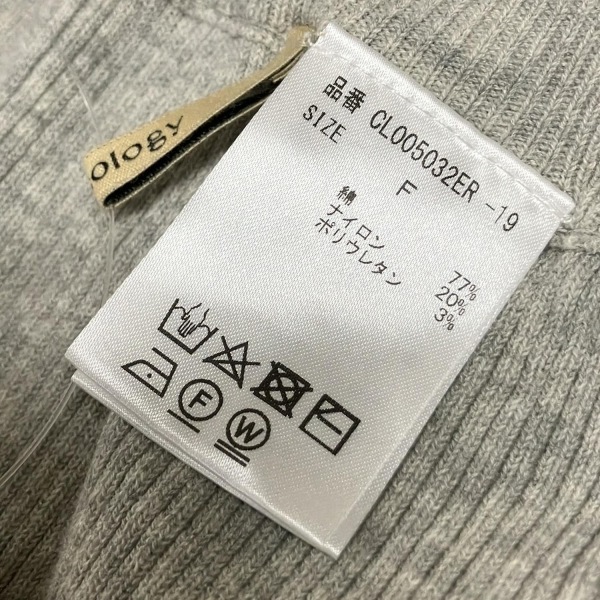 ology
品番 CL005032ER -19
SIZE F
綿 77%
ナイロン 20%
ポリウレタン 3%
F
W